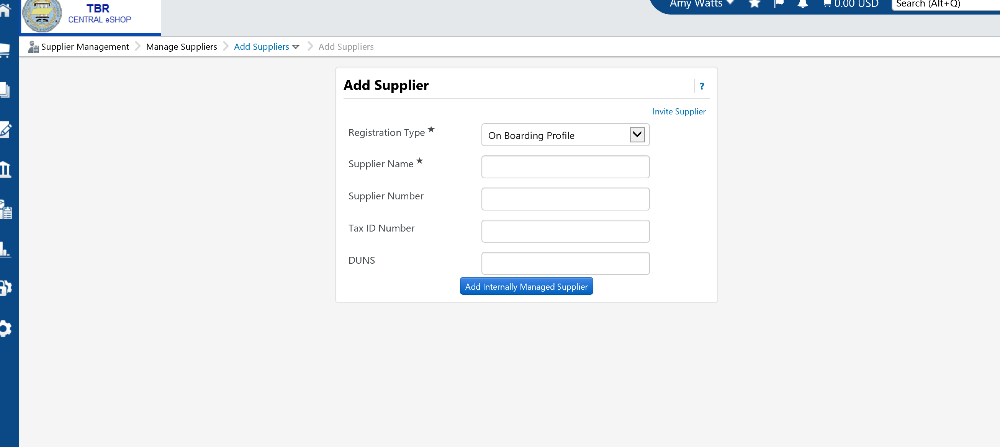 TBR
CENTRAL eSHOP
Amy Watts
0.00 USD
Search (Alt+Q)
Supplier Management
Manage Suppliers
Add Suppliers
Add Suppliers
Add Supplier
?
Invite Supplier
Registration Type ★
On Boarding Profile
Supplier Name ★
Supplier Number
Tax ID Number
DUNS
Add Internally Managed Supplier